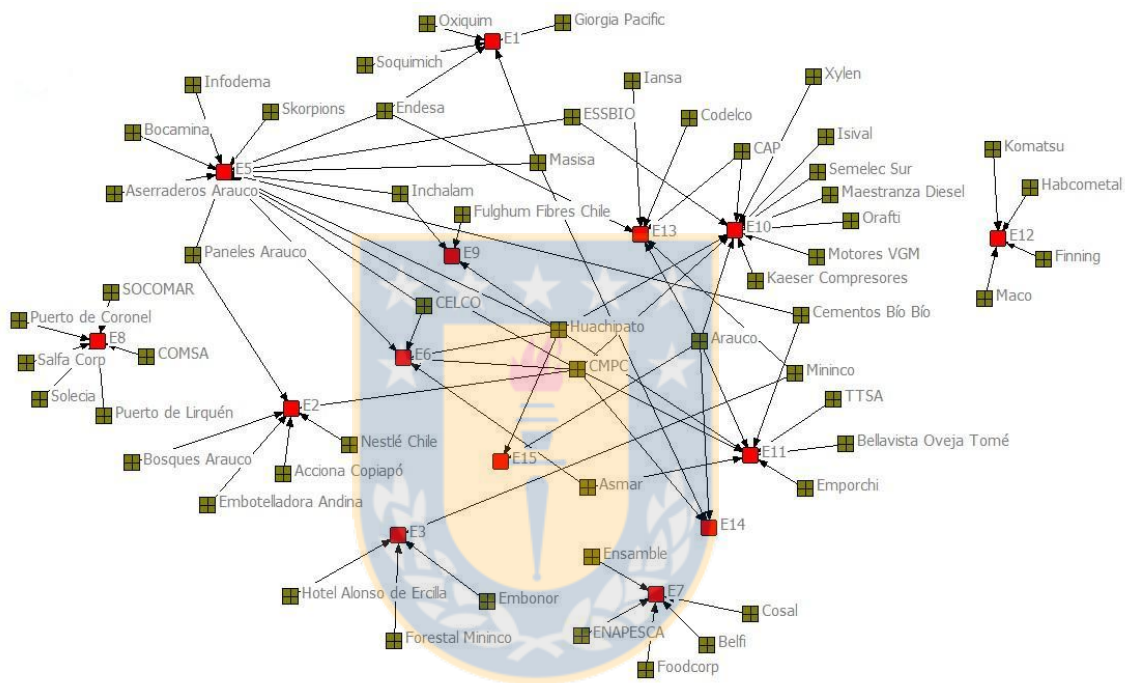 Oxiquim
Giorgia Pacific
E1
Soquimich
Infodema
Iansa
Xylen
Skorpions
Endesa
ESSBIO
Codelco
Bocamina
Isival
CAP
Komatsu
Masisa
E5
Semelec Sur
Aserraderos Arauco
Inchalam
Maestranza Diesel
Habcometal
Fulghum Fibres Chile
Orafti
E13
E10
E12
Paneles Arauco
E9
Motores VGM
Finning
Kaeser Compresores
SOCOMAR
Maco
CELCO
Cementos Bío Bío
Puerto de Coronel
Huachipato
Arauco
E8
COMSA
E6
Salfa Corp
CMPC
Mininco
Solecia
TTSA
E2
Puerto de Lirquén
Nestlé Chile
Bellavista Oveja Tomé
E11
Bosques Arauco
E15
Acciona Copiapó
Asmar
Emporchi
Embotelladora Andina
E14
E3
Ensamble
Hotel Alonso de Ercilla
E7
Embonor
Cosal
ENAPESCA
Forestal Mininco
Belfi
Foodcorp